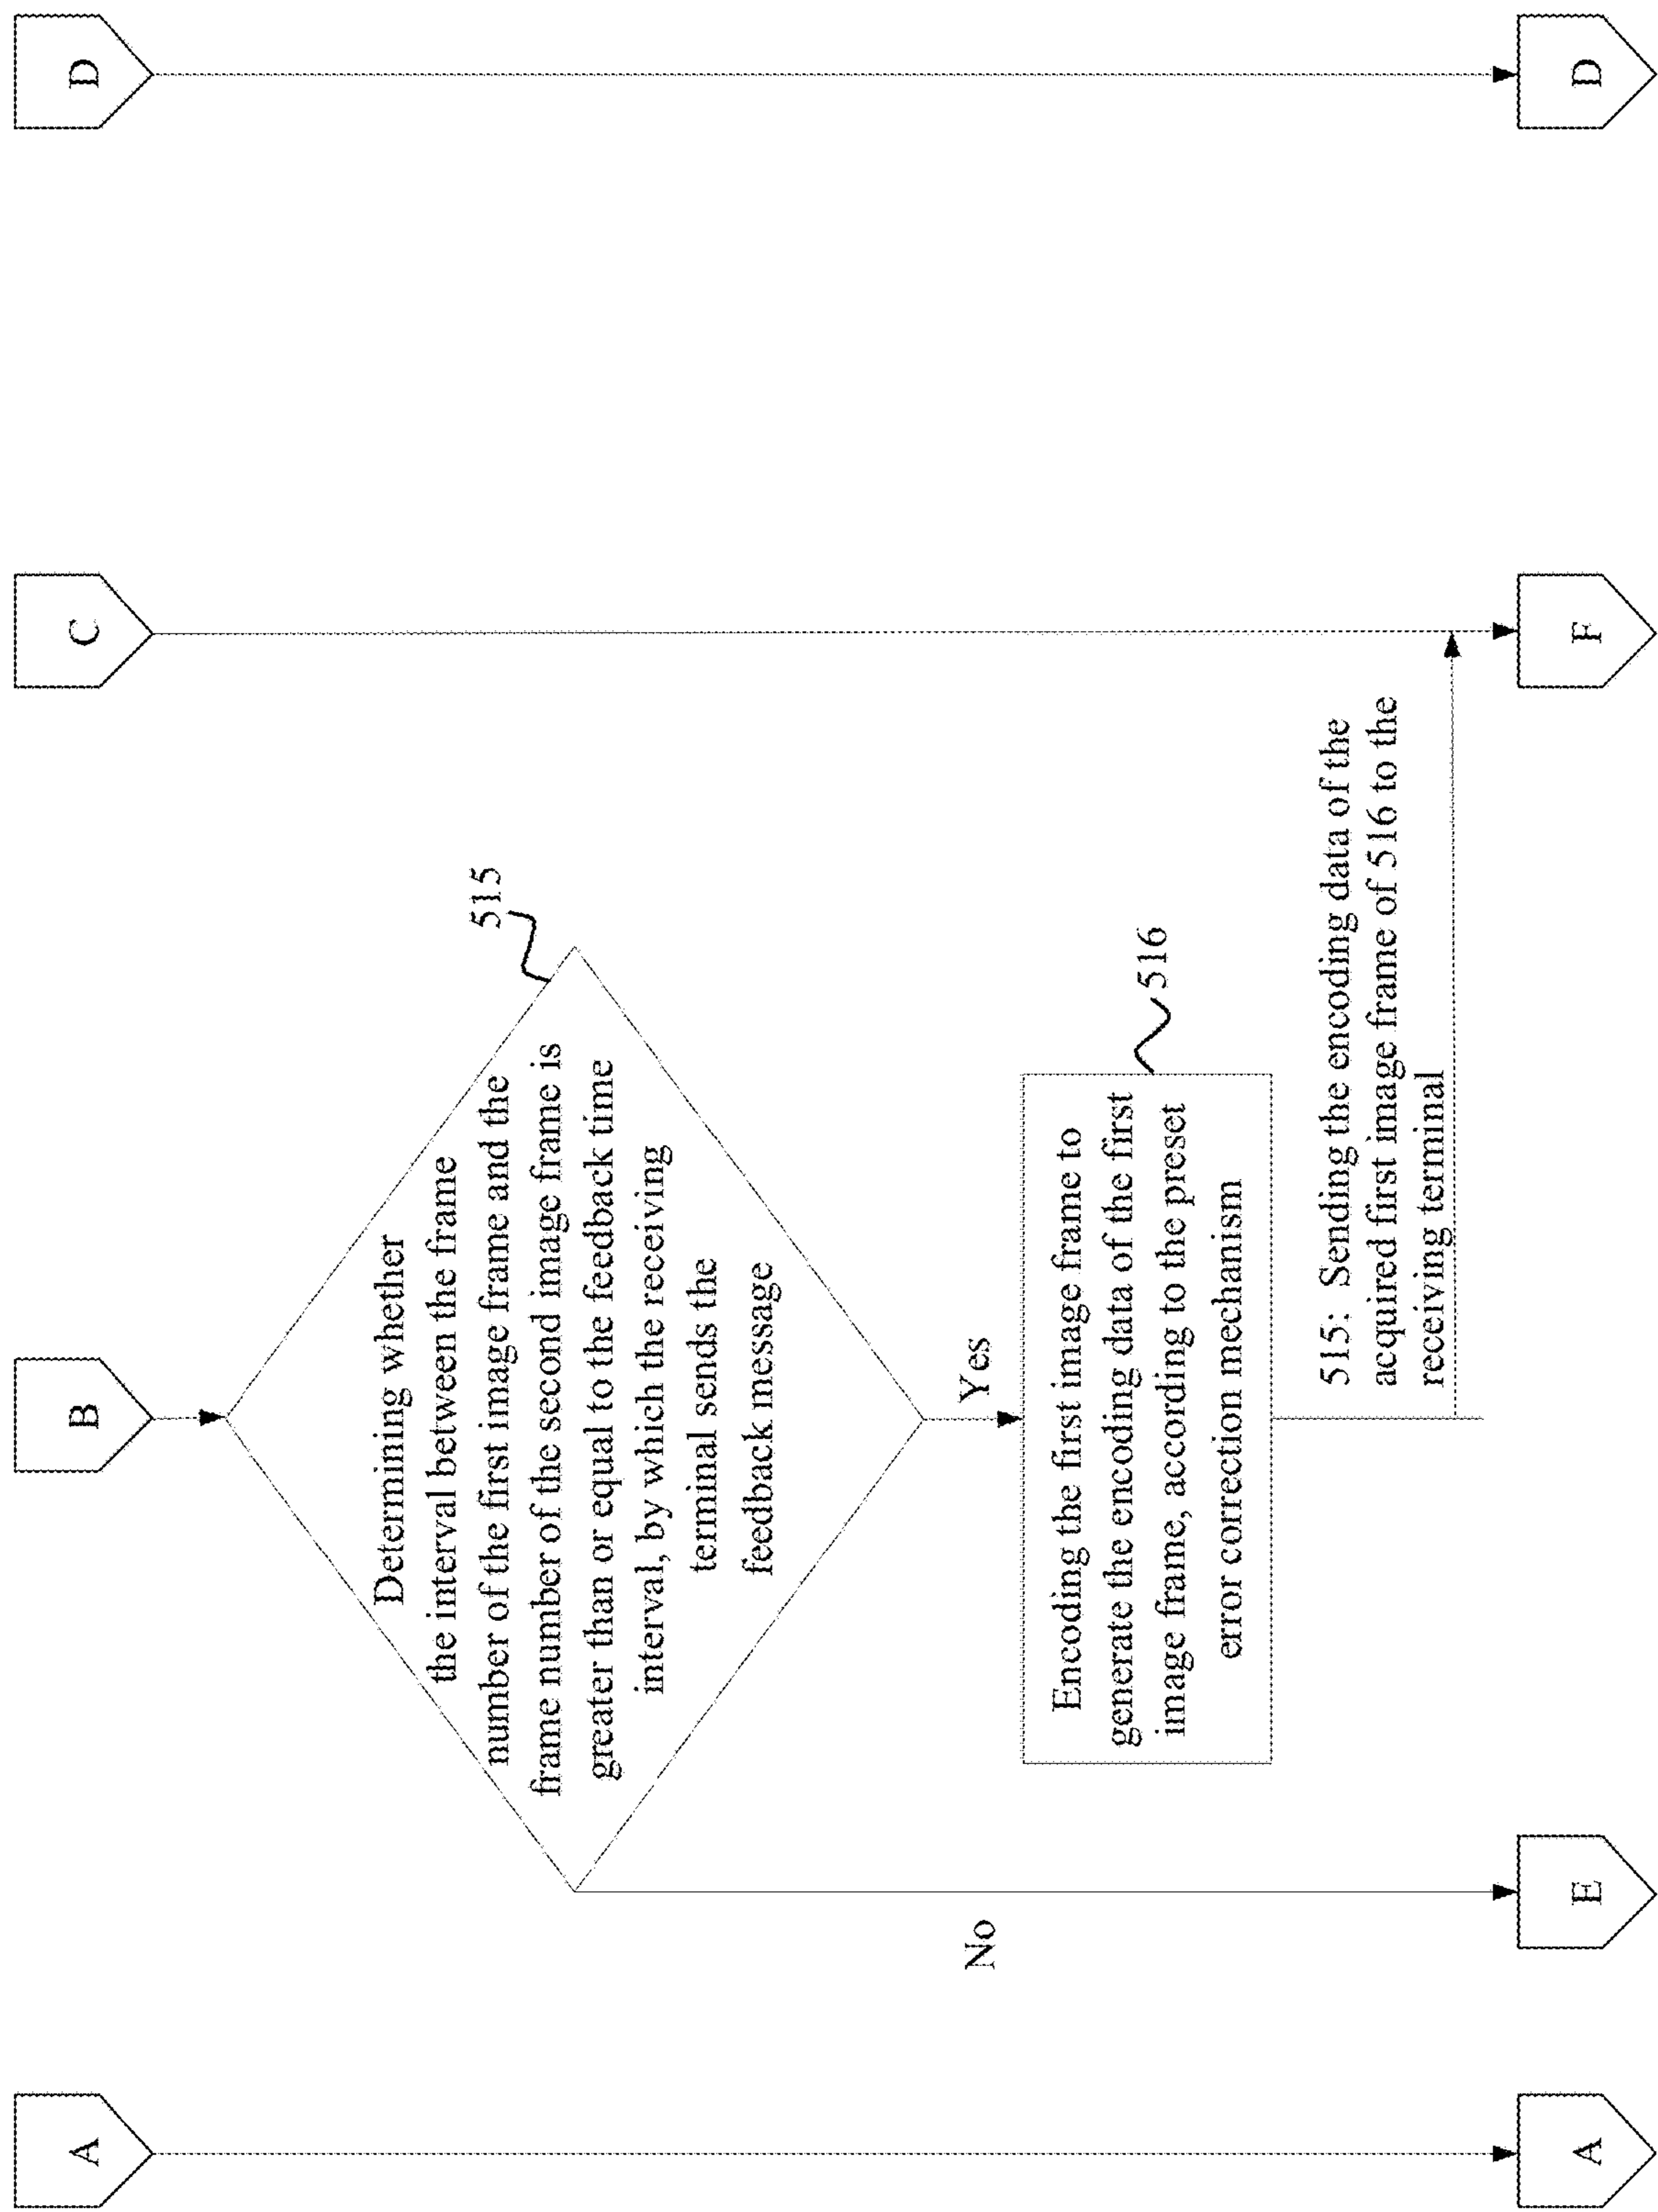 A
B
C
D
515
Determining whether
the interval between the frame
number of the first image frame and the
frame number of the second image frame is
greater than or equal to the feedback time
interval, by which the receiving
terminal sends the
feedback message
No
Yes
516
Encoding the first image frame to
generate the encoding data of the first
image frame, according to the preset
error correction mechanism
515: Sending the encoding data of the
acquired first image frame of 516 to the
receiving terminal
A
E
F
D